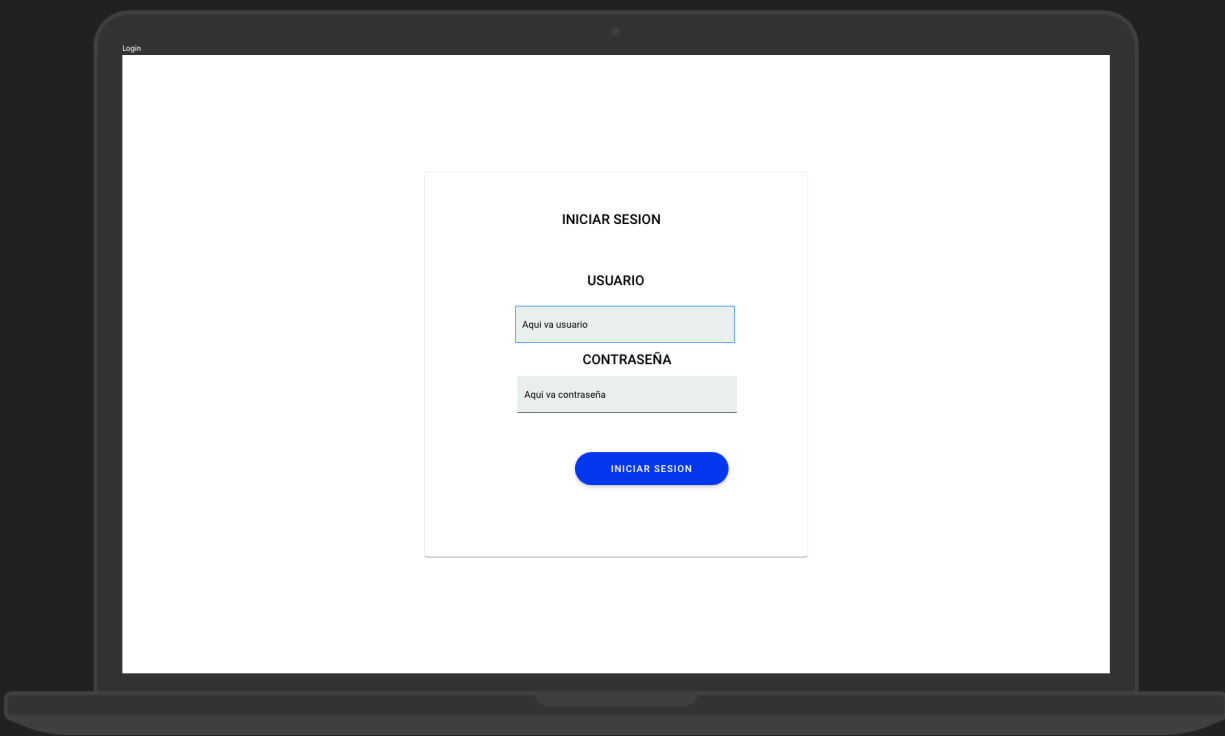 Login
INICIAR SESION
USUARIO
Aqui va usuario
CONTRASEÑA
Aqui va contraseña
INICIAR SESION